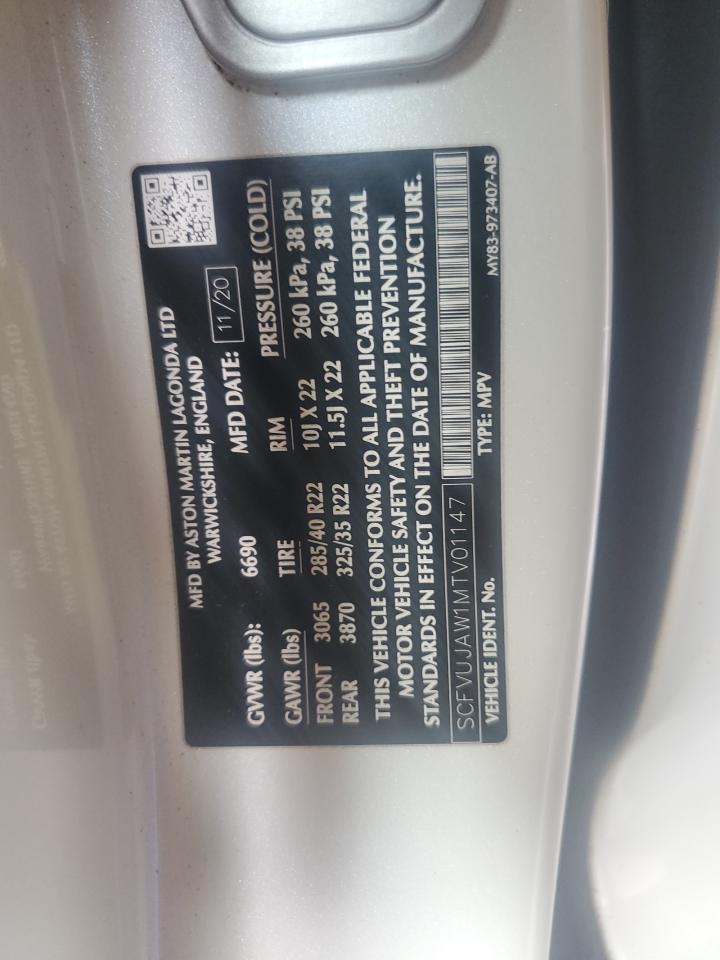 MFD BY ASTON MARTIN LAGONDA LTD
WARWICKSHIRE, ENGLAND
GVWR (lbs): 6690 MFD DATE: 11/20
GAWR (lbs) TIRE RIM PRESSURE (COLD)
FRONT 3065 285/40 R22 10J X 22 260 kPa, 38 PSI
REAR 3870 325/35 R22 11.5J X 22 260 kPa, 38 PSI
THIS VEHICLE CONFORMS TO ALL APPLICABLE FEDERAL
MOTOR VEHICLE SAFETY AND THEFT PREVENTION
STANDARDS IN EFFECT ON THE DATE OF MANUFACTURE.
SCFVUJAW1MTV01147
VEHICLE IDENT. No. TYPE: MPV MY83-973407-AB